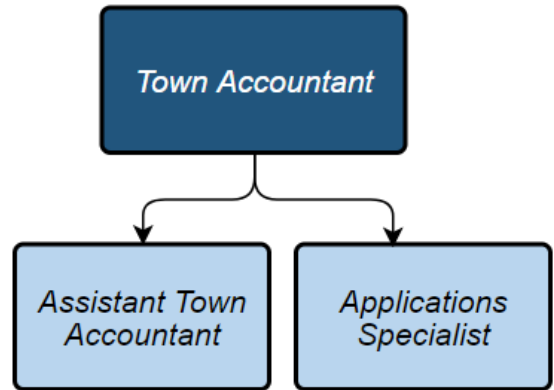 Town Accountant
Assistant Town
Accountant
Applications
Specialist